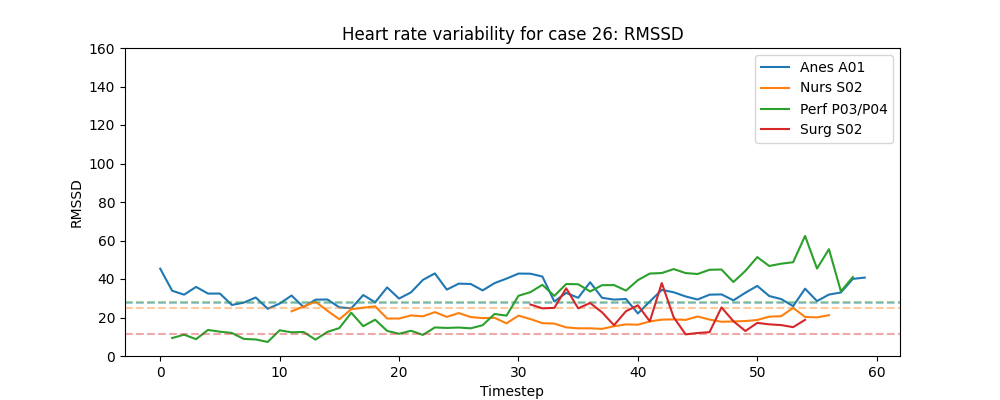 Heart rate variability for case 26: RMSSD
160
140
120
100
80
60
40
20
0
RMSSD
Anes A01
Nurs S02
Perf P03/P04
Surg S02
0 10 20 30 40 50 60
Timestep